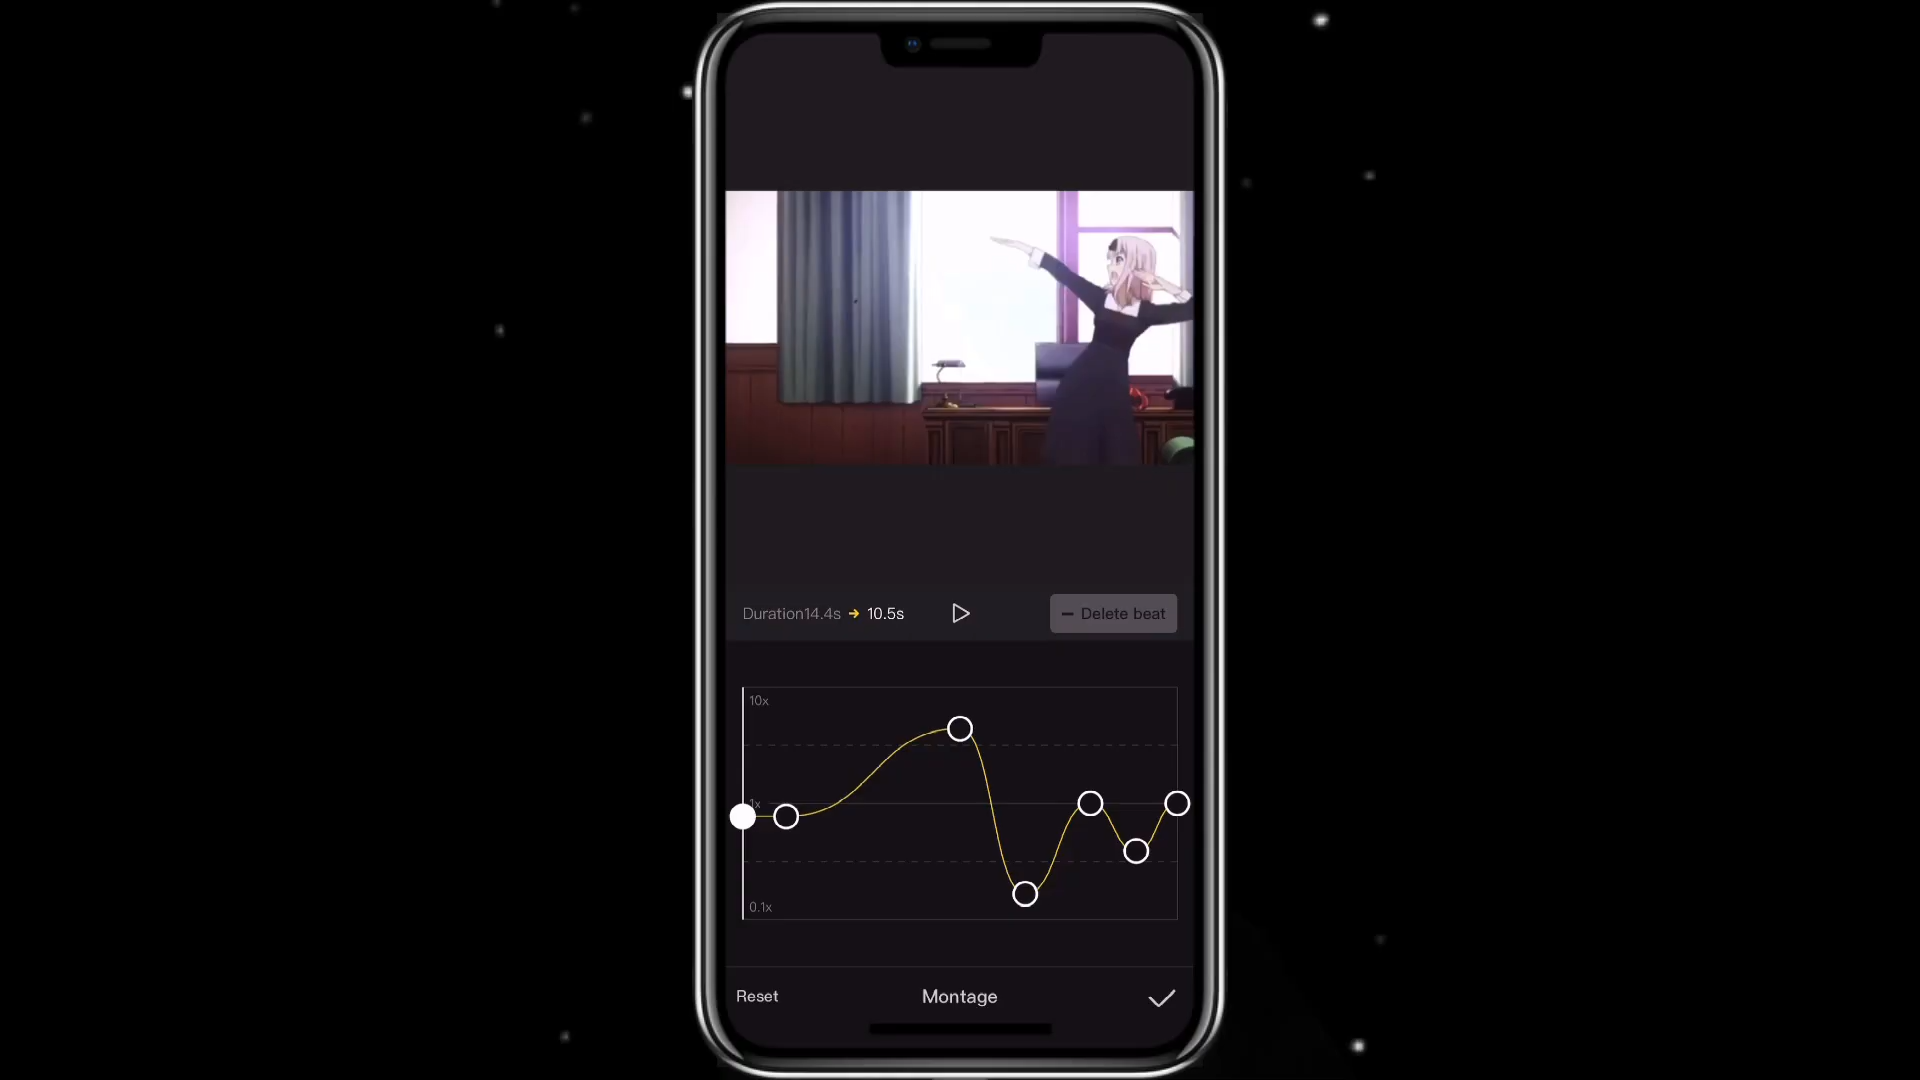 Duration14.4s → 10.5s
− Delete beat
10x
1x
0.1x
Reset
Montage